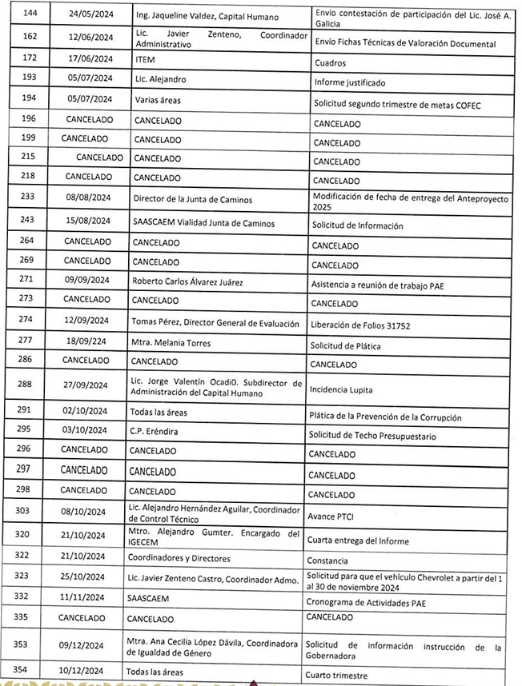 144 24/05/2024 Ing. Jaqueline Valdez, Capital Humano Envío contestación de participación del Lic. José A.
Galicia
162 12/06/2024 Lic. Javier Zenteno, Coordinador
Administrativo Envío Fichas Técnicas de Valoración Documental
172 17/06/2024 ITEM Cuadros
193 05/07/2024 Lic. Alejandro Informe justificado
194 05/07/2024 Varias áreas Solicitud segundo trimestre de metas COFEC
196 CANCELADO CANCELADO CANCELADO
199 CANCELADO CANCELADO CANCELADO
215 CANCELADO CANCELADO CANCELADO
218 CANCELADO CANCELADO CANCELADO
233 08/08/2024 Director de la Junta de Caminos Modificación de fecha de entrega del Anteproyecto
2025
243 15/08/2024 SAASCAEM Vialidad Junta de Caminos Solicitud de Información
264 CANCELADO CANCELADO CANCELADO
269 CANCELADO CANCELADO CANCELADO
271 09/09/2024 Roberto Carlos Álvarez Juárez Asistencia a reunión de trabajo PAE
273 CANCELADO CANCELADO CANCELADO
274 12/09/2024 Tomas Pérez, Director General de Evaluación Liberación de Folios 31752
277 18/09/224 Mtra. Melania Torres Solicitud de Plática
286 CANCELADO CANCELADO CANCELADO
288 27/09/2024 Lic. Jorge Valentín Ocadi0. Subdirector de
Administración del Capital Humano Incidencia Lupita
291 02/10/2024 Todas las áreas Plática de la Prevención de la Corrupción
295 03/10/2024 C.P. Eréndira Solicitud de Techo Presupuestario
296 CANCELADO CANCELADO CANCELADO
297 CANCELADO CANCELADO CANCELADO
298 CANCELADO CANCELADO CANCELADO
303 08/10/2024 Lic. Alejandro Hernández Aguilar, Coordinador
de Control Técnico Avance PTCI
320 21/10/2024 Mtro. Alejandro Gumter. Encargado del
IGECEM Cuarta entrega del Informe
322 21/10/2024 Coordinadores y Directores Constancia
323 25/10/2024 Lic. Javier Zenteno Castro, Coordinador Admo. Solicitud para que el vehículo Chevrolet a partir del 1
al 30 de noviembre 2024
332 11/11/2024 SAASCAEM Cronograma de Actividades PAE
335 CANCELADO CANCELADO CANCELADO
353 09/12/2024 Mtra. Ana Cecilia López Dávila, Coordinadora
de Igualdad de Género Solicitud de información instrucción de la
Gobernadora
354 10/12/2024 Todas las áreas Cuarto trimestre